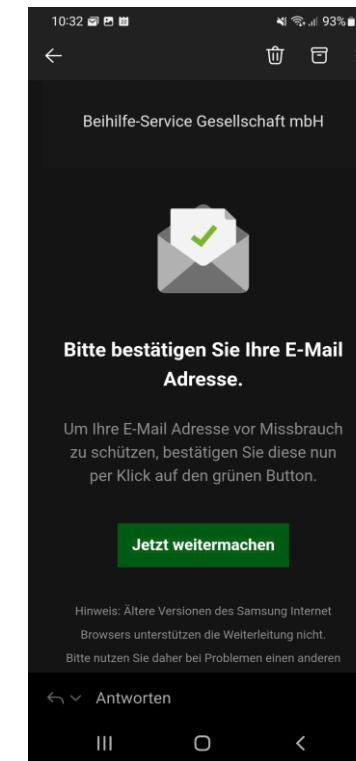 10:32 93%
Beihilfe-Service Gesellschaft mbH
Bitte bestätigen Sie Ihre E-Mail
Adresse.
Um Ihre E-Mail Adresse vor Missbrauch
zu schützen, bestätigen Sie diese nun
per Klick auf den grünen Button.
Jetzt weitermachen
Hinweis: Ältere Versionen des Samsung Internet
Browsers unterstützen die Weiterleitung nicht.
Bitte nutzen Sie daher bei Problemen einen anderen
Antworten